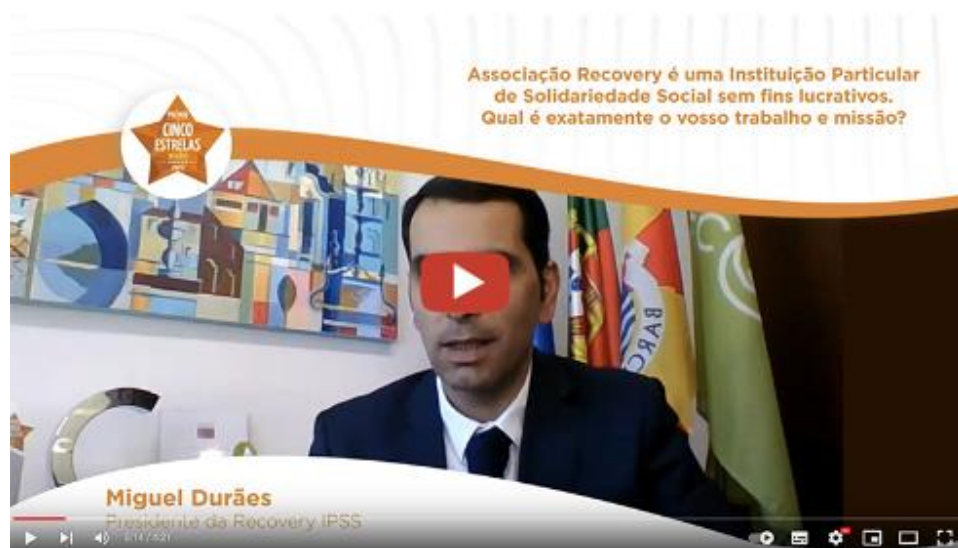 Associação Recovery é uma Instituição Particular
de Solidariedade Social sem fins lucrativos.
Qual é exatamente o vosso trabalho e missão?
PRÉMIO
CINCO
ESTRELAS
BARC
Miguel Durães
Presidente da Recovery IPSS